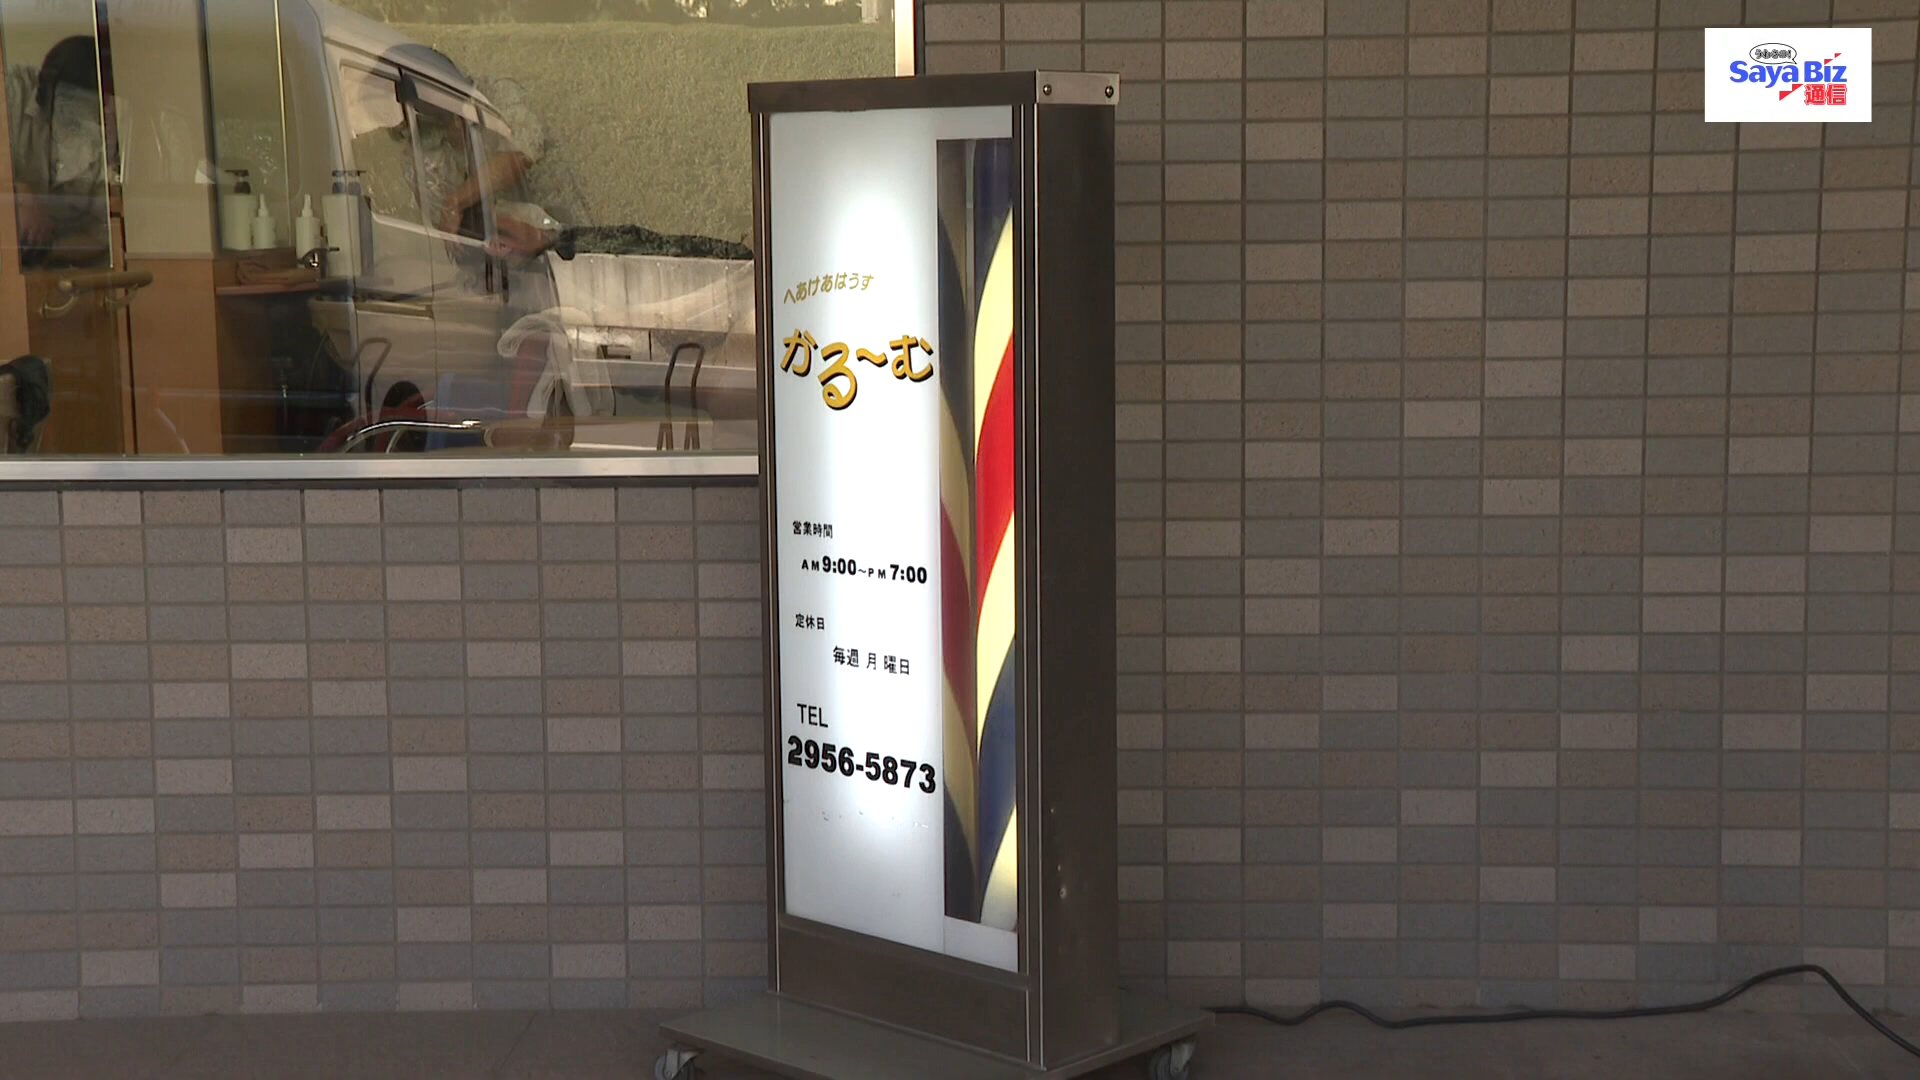 へあけあはうす
かる〜む
営業時間
AM9:00〜PM7:00
定休日
毎週 月曜日
TEL
2956-5873
Saya Biz
通信